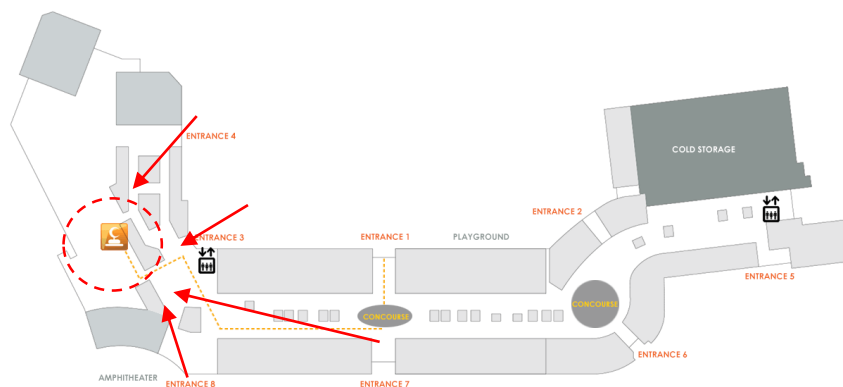 ENTRANCE 4
COLD STORAGE
ENTRANCE 2
ENTRANCE 3
ENTRANCE 1
PLAYGROUND
ENTRANCE 5
CONCOURSE
CONCOURSE
ENTRANCE 6
AMPHITHEATER
ENTRANCE 8
ENTRANCE 7